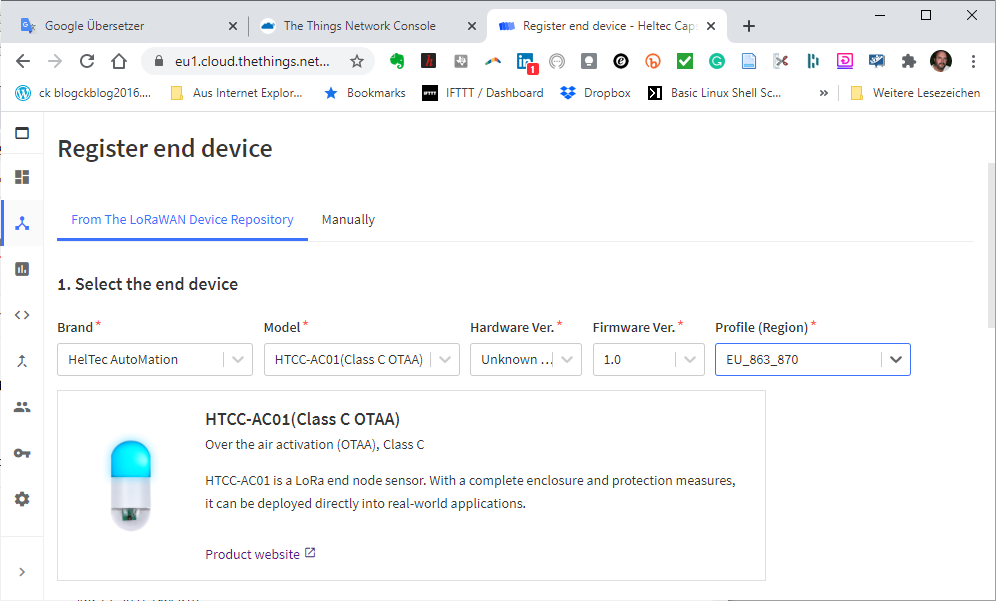 Google Übersetzer
The Things Network Console
Register end device - Heltec Cap
eu1.cloud.thethings.net...
1
ck blogckblog2016....
Aus Internet Explor...
Bookmarks
IFTTT
IFTTT / Dashboard
Dropbox
Basic Linux Shell Sc...
»
Weitere Lesezeichen
Register end device
From The LoRaWAN Device Repository
Manually
1. Select the end device
Brand * Model * Hardware Ver. * Firmware Ver. * Profile (Region) *
HelTec AutoMation HTCC-AC01(Class C OTAA) Unknown ... 1.0 EU_863_870
HTCC-AC01(Class C OTAA)
Over the air activation (OTAA), Class C
HTCC-AC01 is a LoRa end node sensor. With a complete enclosure and protection measures,
it can be deployed directly into real-world applications.
Product website